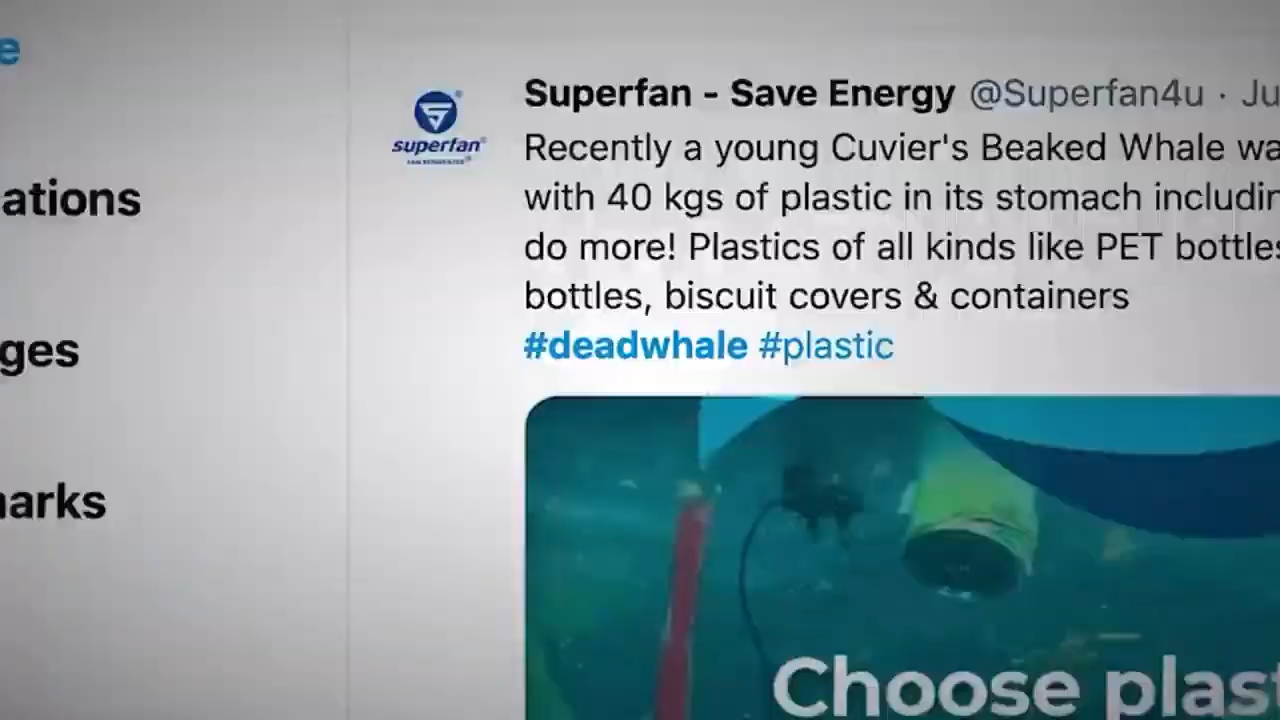 e
ations
ges
arks
superfan
Superfan - Save Energy @Superfan4u · Ju
Recently a young Cuvier's Beaked Whale wa
with 40 kgs of plastic in its stomach includin
do more! Plastics of all kinds like PET bottles
bottles, biscuit covers & containers
#deadwhale #plastic
Choose plast